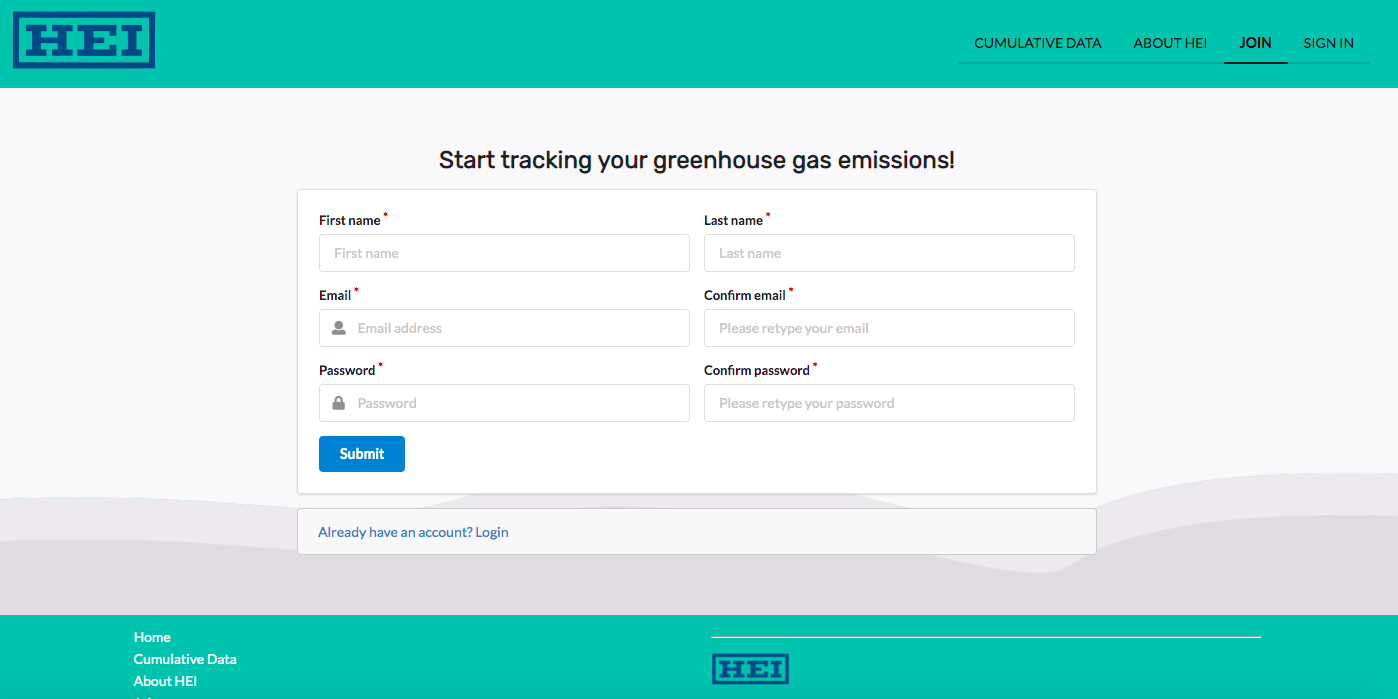 HEI
CUMULATIVE DATA ABOUT HEI JOIN SIGN IN
Start tracking your greenhouse gas emissions!
First name * Last name *
First name Last name
Email * Confirm email *
Email address Please retype your email
Password * Confirm password *
Password Please retype your password
Submit
Already have an account? Login
Home
Cumulative Data
About HEI
HEI